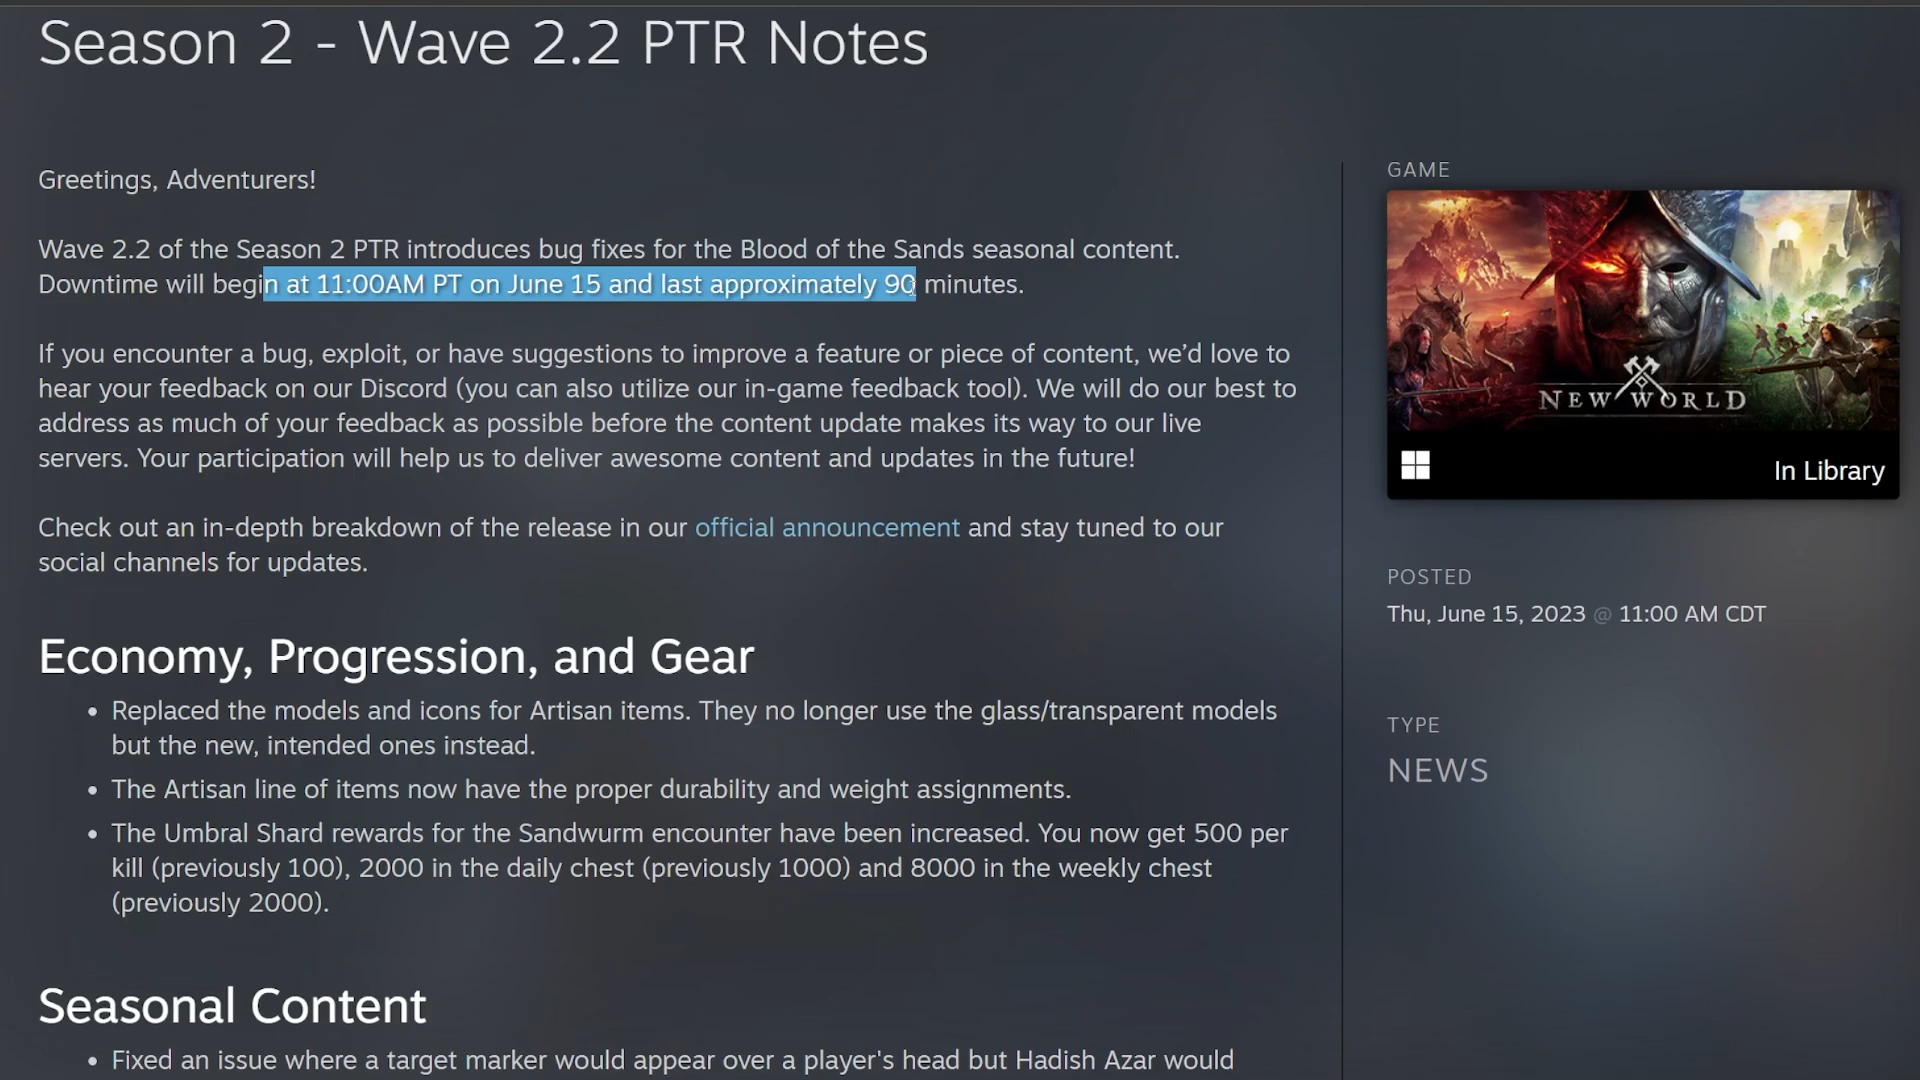 Season 2 - Wave 2.2 PTR Notes
Greetings, Adventurers!
Wave 2.2 of the Season 2 PTR introduces bug fixes for the Blood of the Sands seasonal content.
Downtime will begin at 11:00AM PT on June 15 and last approximately 90 minutes.
If you encounter a bug, exploit, or have suggestions to improve a feature or piece of content, we’d love to
hear your feedback on our Discord (you can also utilize our in-game feedback tool). We will do our best to
address as much of your feedback as possible before the content update makes its way to our live
servers. Your participation will help us to deliver awesome content and updates in the future!
Check out an in-depth breakdown of the release in our official announcement and stay tuned to our
social channels for updates.
Economy, Progression, and Gear
• Replaced the models and icons for Artisan items. They no longer use the glass/transparent models
but the new, intended ones instead.
• The Artisan line of items now have the proper durability and weight assignments.
• The Umbral Shard rewards for the Sandwurm encounter have been increased. You now get 500 per
kill (previously 100), 2000 in the daily chest (previously 1000) and 8000 in the weekly chest
(previously 2000).
Seasonal Content
• Fixed an issue where a target marker would appear over a player's head but Hadish Azar would
GAME
NEW WORLD
In Library
POSTED
Thu, June 15, 2023 @ 11:00 AM CDT
TYPE
NEWS